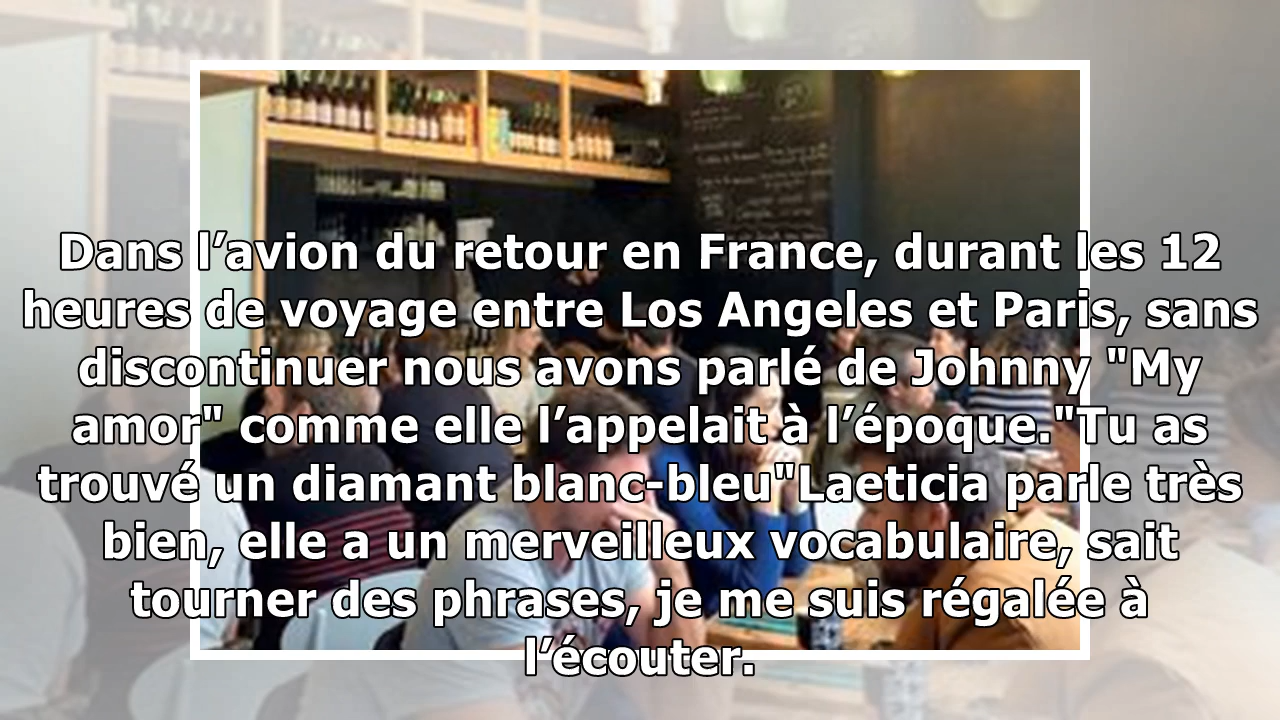 Dans l’avion du retour en France, durant les 12
heures de voyage entre Los Angeles et Paris, sans
discontinuer nous avons parlé de Johnny "My
amor" comme elle l’appelait à l’époque."Tu as
trouvé un diamant blanc-bleu"Laeticia parle très
bien, elle a un merveilleux vocabulaire, sait
tourner des phrases, je me suis régalée à
l’écouter.